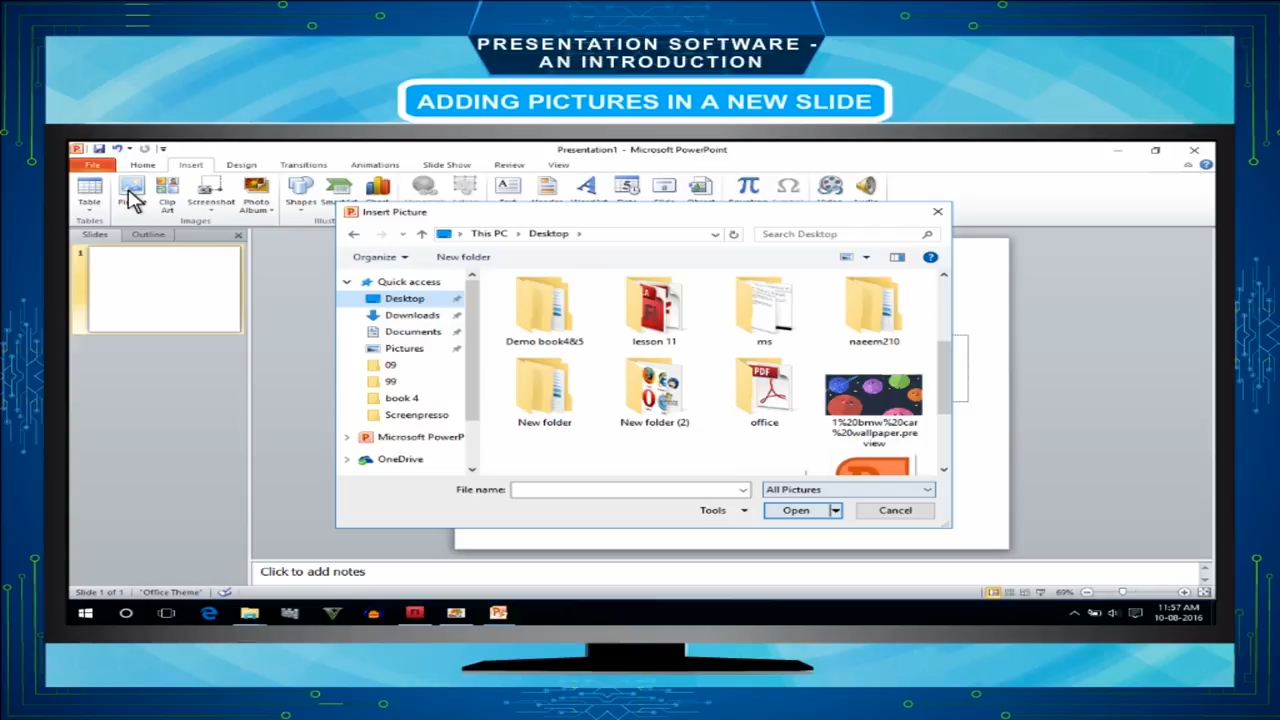 PRESENTATION SOFTWARE -
AN INTRODUCTION
ADDING PICTURES IN A NEW SLIDE
Presentation1 - Microsoft PowerPoint
File Home Insert Design Transitions Animations Slide Show Review View
Table Clip Art Screenshot Photo Album Shapes
Tables Images
Slides Outline
1
Insert Picture
This PC Desktop Search Desktop
Organize New folder
Quick access
Desktop
Downloads
Documents
Pictures
09
99
book 4
Screenpresso
Microsoft PowerP
OneDrive
Demo book4&5 lesson 11 ms naeem210
PDF
New folder New folder (2) office 1%20bmw%20car
%20wallpaper.pre
view
File name: All Pictures
Tools Open Cancel
Click to add notes
Slide 1 of 1 "Office Theme" 69%
11:57 AM
10-08-2016